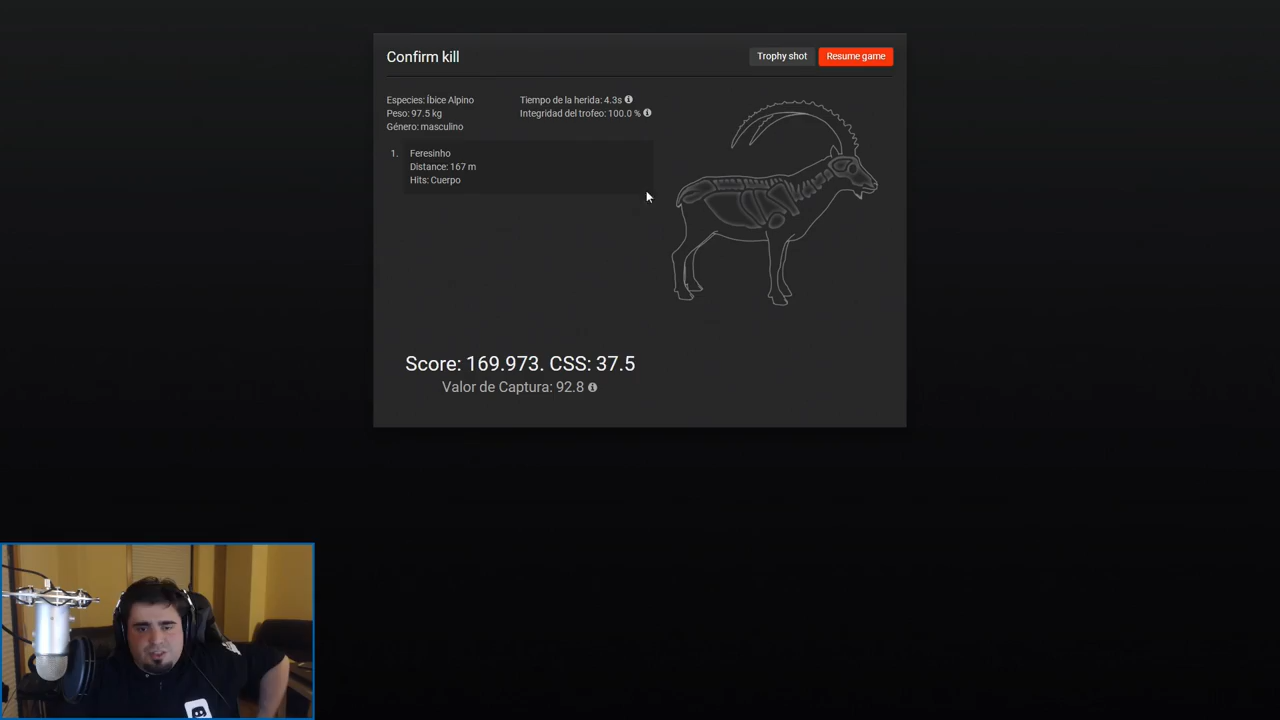 Confirm kill
Trophy shot
Resume game
Especies: Íbice Alpino
Peso: 97.5 kg
Género: masculino
Tiempo de la herida: 4.3s
Integridad del trofeo: 100.0 %
1. Feresinho
Distance: 167 m
Hits: Cuerpo
Score: 169.973. CSS: 37.5
Valor de Captura: 92.8